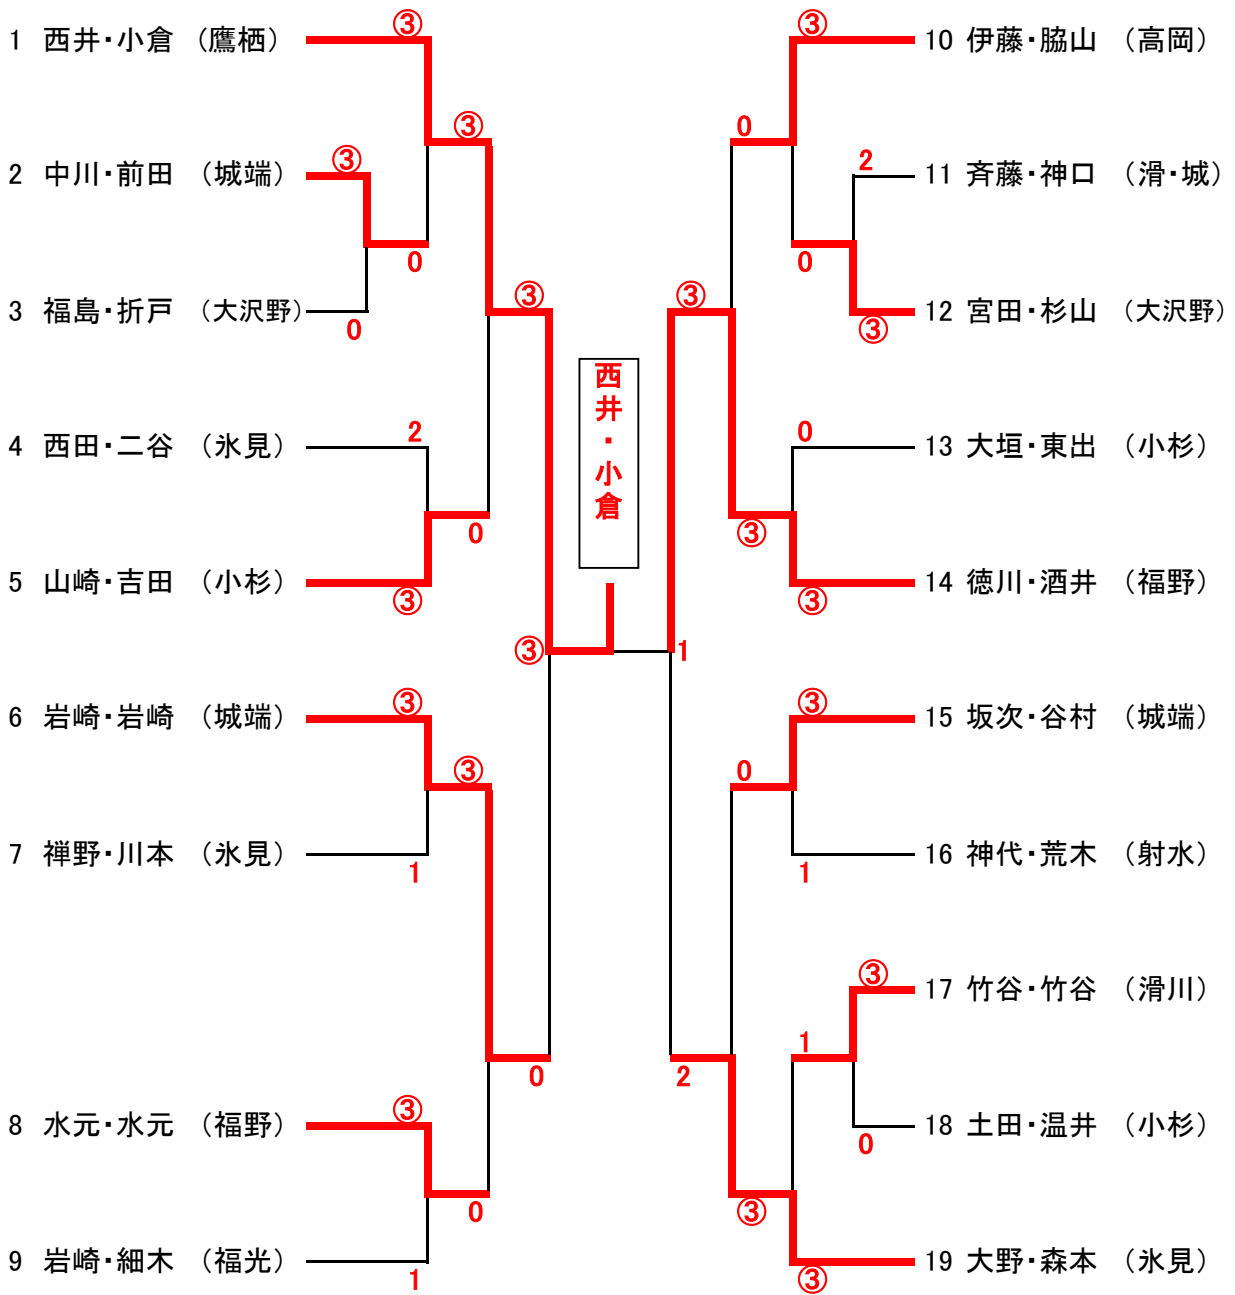 ③
1 西井・小倉 (鷹栖)
③
2 中川・前田 (城端)
③
0
3 福島・折戸 (大沢野)
0
③
4 西田・二谷 (氷見)
2
0
5 山崎・吉田 (小杉)
③
③
6 岩崎・岩崎 (城端)
③
③
7 禅野・川本 (氷見)
1
0
8 水元・水元 (福野)
③
0
9 岩崎・細木 (福光)
1
西井・小倉
③
10 伊藤・脇山 (高岡)
0
2
11 斉藤・神口 (滑・城)
0
12 宮田・杉山 (大沢野)
③
③
0
13 大垣・東出 (小杉)
③
14 徳川・酒井 (福野)
③
1
③
15 坂次・谷村 (城端)
0
16 神代・荒木 (射水)
1
③
17 竹谷・竹谷 (滑川)
1
2
18 土田・温井 (小杉)
0
③
19 大野・森本 (氷見)
③